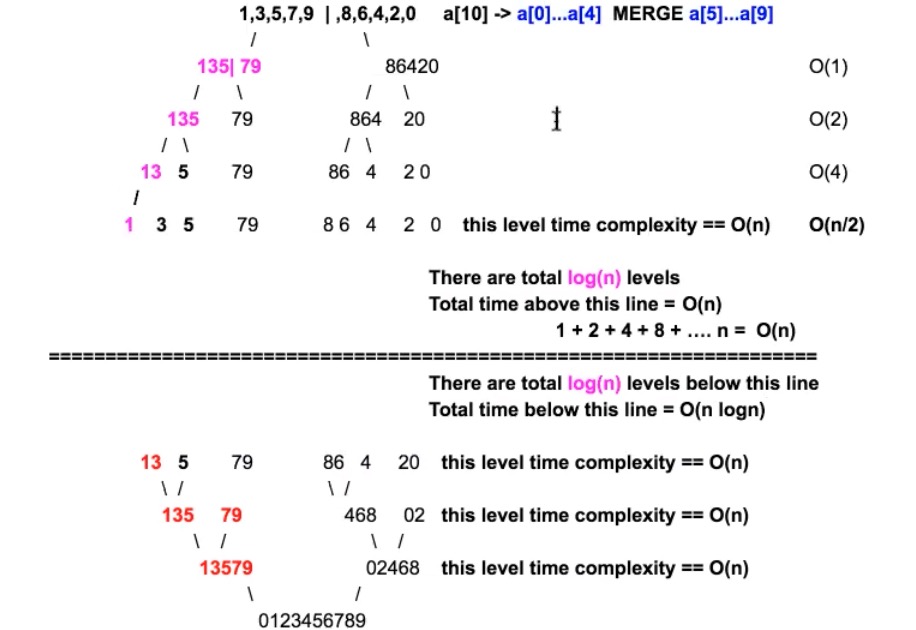 1,3,5,7,9 | ,8,6,4,2,0 a[10] -> a[0]...a[4] MERGE a[5]...a[9]
/ \
135| 79 86420 O(1)
/ \ / \
135 79 864 20 O(2)
/ \ / \
13 5 79 86 4 2 0 O(4)
/
1 3 5 79 8 6 4 2 0 this level time complexity == O(n) O(n/2)
There are total log(n) levels
Total time above this line = O(n)
1 + 2 + 4 + 8 + .... n = O(n)
====================================================================
There are total log(n) levels below this line
Total time below this line = O(n logn)
13 5 79 86 4 20 this level time complexity == O(n)
\ / \ /
135 79 468 02 this level time complexity == O(n)
\ / \ /
13579 02468 this level time complexity == O(n)
\ /
0123456789